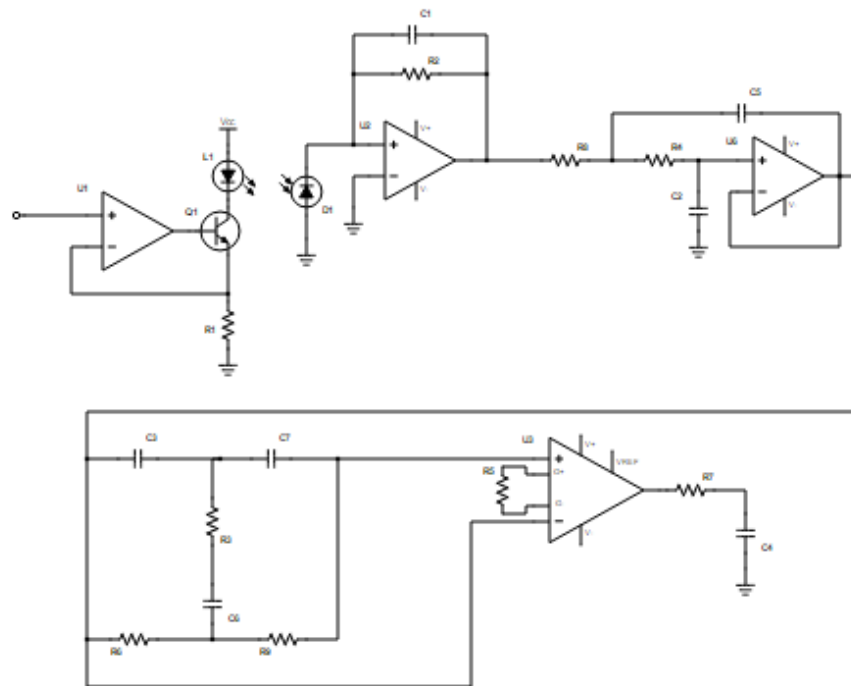 C1
R2
Vcc
U2
V+
L1
V-
D1
U1
Q1
R1
C5
R8
R4
U6
V+
C2
V-
C3
C7
U3
V+
VREF
R5
G+
G-
V-
R7
C4
R3
C6
R6
R9